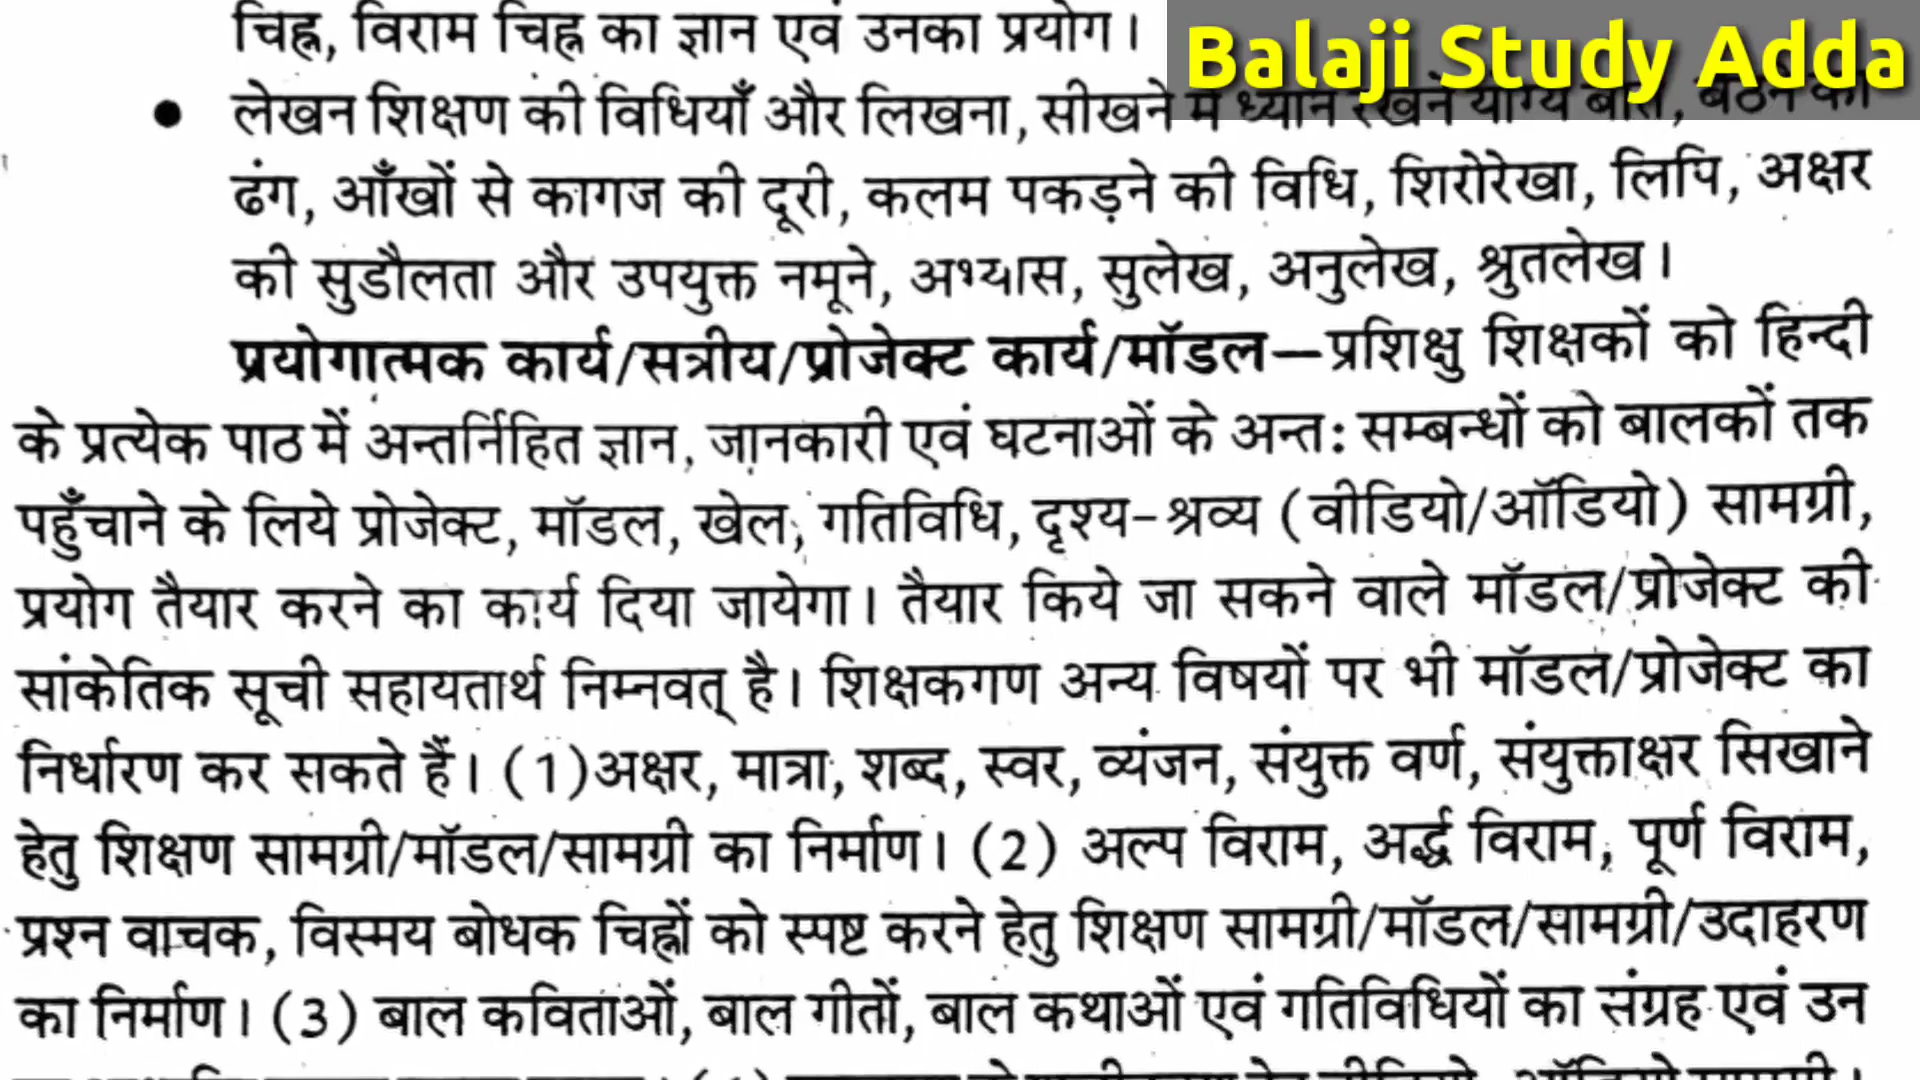 चिह्न, विराम चिह्न का ज्ञान एवं उनका प्रयोग।
Balaji Study Adda
● लेखन शिक्षण की विधियाँ और लिखना, सीखने में ध्यान रखने योग्य बातें, बैठने का
ढंग, आँखों से कागज की दूरी, कलम पकड़ने की विधि, शिरोरेखा, लिपि, अक्षर
की सुडौलता और उपयुक्त नमूने, अभ्यास, सुलेख, अनुलेख, श्रुतलेख।
प्रयोगात्मक कार्य/सत्रीय/प्रोजेक्ट कार्य/मॉडल—प्रशिक्षु शिक्षकों को हिन्दी
के प्रत्येक पाठ में अन्तर्निहित ज्ञान, जानकारी एवं घटनाओं के अन्त: सम्बन्धों को बालकों तक
पहुँचाने के लिये प्रोजेक्ट, मॉडल, खेल, गतिविधि, दृश्य-श्रव्य (वीडियो/ऑडियो) सामग्री,
प्रयोग तैयार करने का कार्य दिया जायेगा। तैयार किये जा सकने वाले मॉडल/प्रोजेक्ट की
सांकेतिक सूची सहायतार्थ निम्नवत् है। शिक्षकगण अन्य विषयों पर भी मॉडल/प्रोजेक्ट का
निर्धारण कर सकते हैं। (1)अक्षर, मात्रा, शब्द, स्वर, व्यंजन, संयुक्त वर्ण, संयुक्ताक्षर सिखाने
हेतु शिक्षण सामग्री/मॉडल/सामग्री का निर्माण। (2) अल्प विराम, अर्द्ध विराम, पूर्ण विराम,
प्रश्न वाचक, विस्मय बोधक चिह्नों को स्पष्ट करने हेतु शिक्षण सामग्री/मॉडल/सामग्री/उदाहरण
का निर्माण। (3) बाल कविताओं, बाल गीतों, बाल कथाओं एवं गतिविधियों का संग्रह एवं उन